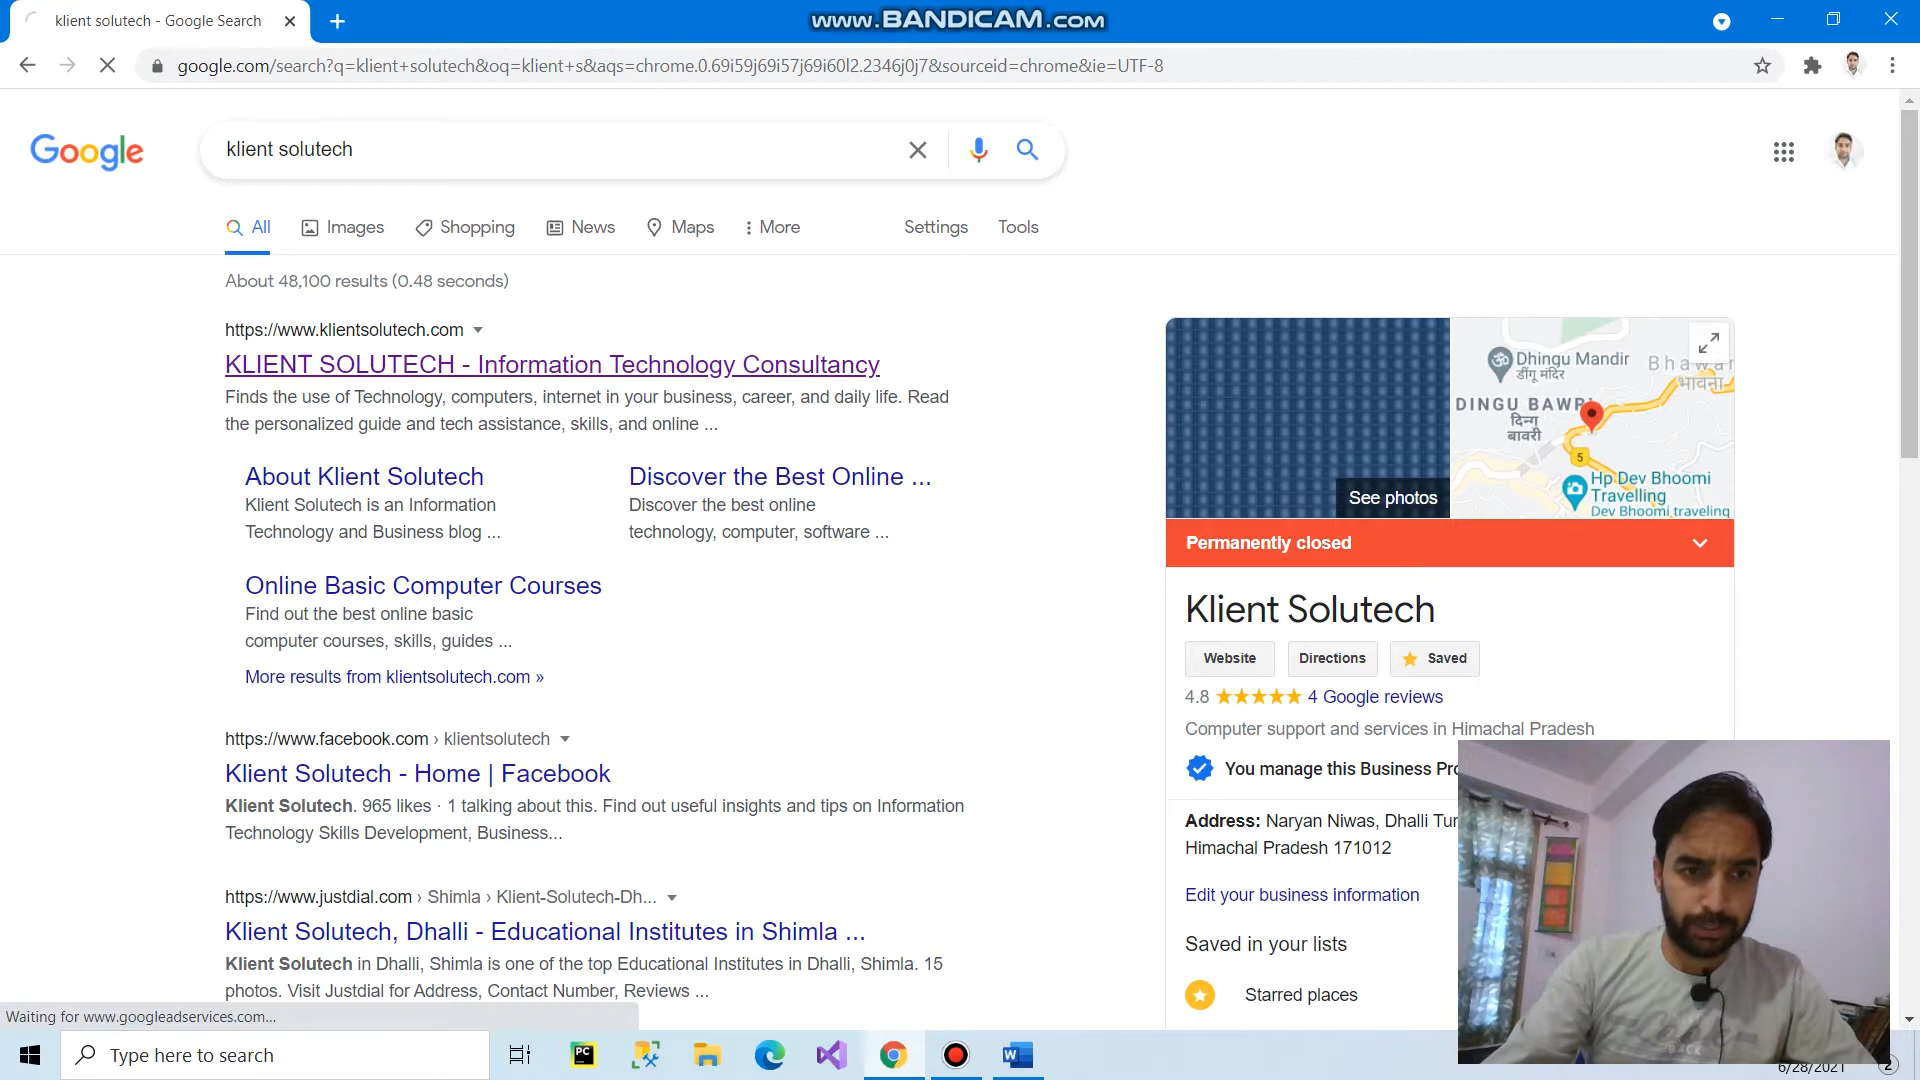 klient solutech - Google Search
www.BANDICAM.com
google.com/search?q=klient+solutech&oq=klient+s&aqs=chrome.0.69i59j69i57j69i60l2.2346j0j7&sourceid=chrome&ie=UTF-8
Google
klient solutech
All
Images
Shopping
News
Maps
More
Settings
Tools
About 48,100 results (0.48 seconds)
https://www.klientsolutech.com
KLIENT SOLUTECH - Information Technology Consultancy
Finds the use of Technology, computers, internet in your business, career, and daily life. Read
the personalized guide and tech assistance, skills, and online ...
About Klient Solutech
Klient Solutech is an Information
Technology and Business blog ...
Discover the Best Online ...
Discover the best online
technology, computer, software ...
Online Basic Computer Courses
Find out the best online basic
computer courses, skills, guides ...
More results from klientsolutech.com »
https://www.facebook.com › klientsolutech
Klient Solutech - Home | Facebook
Klient Solutech. 965 likes · 1 talking about this. Find out useful insights and tips on Information
Technology Skills Development, Business...
https://www.justdial.com › Shimla › Klient-Solutech-Dh...
Klient Solutech, Dhalli - Educational Institutes in Shimla ...
Klient Solutech in Dhalli, Shimla is one of the top Educational Institutes in Dhalli, Shimla. 15
photos. Visit Justdial for Address, Contact Number, Reviews ...
See photos
Dhingu Mandir
डींगू मंदिर
Bhawan
भावना
DINGU BAWRI
दिन्गु
बावरी
5
Hp Dev Bhoomi
Travelling
Dev Bhoomi traveling
Permanently closed
Klient Solutech
Website
Directions
Saved
4.8
4 Google reviews
Computer support and services in Himachal Pradesh
You manage this Business Pro
Address: Naryan Niwas, Dhalli Tun
Himachal Pradesh 171012
Edit your business information
Saved in your lists
Starred places
Waiting for www.googleadservices.com...
Type here to search
PC
W
6/28/2021
2